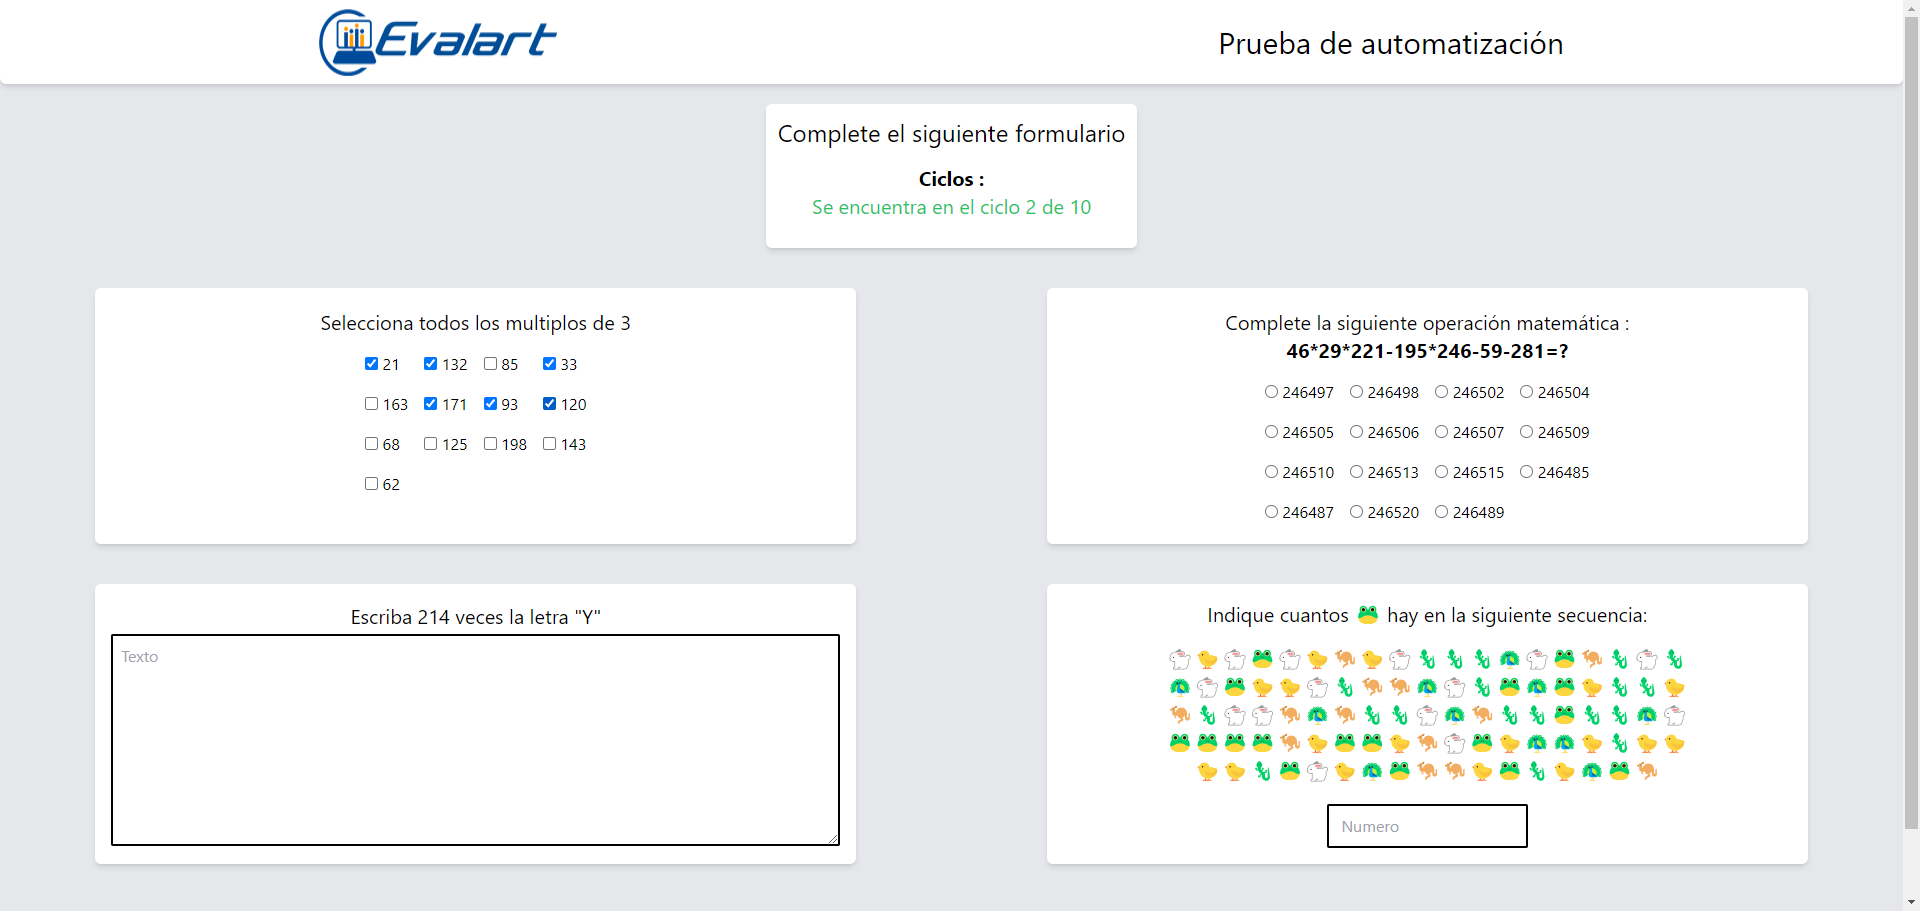 Evalart
Prueba de automatización
Complete el siguiente formulario
Ciclos :
Se encuentra en el ciclo 2 de 10
Selecciona todos los multiplos de 3
21 132 85 33
163 171 93 120
68 125 198 143
62
Complete la siguiente operación matemática :
46*29*221-195*246-59-281=?
246497 246498 246502 246504
246505 246506 246507 246509
246510 246513 246515 246485
246487 246520 246489
Escriba 214 veces la letra "Y"
Texto
Indique cuantos 🐸 hay en la siguiente secuencia:
Numero